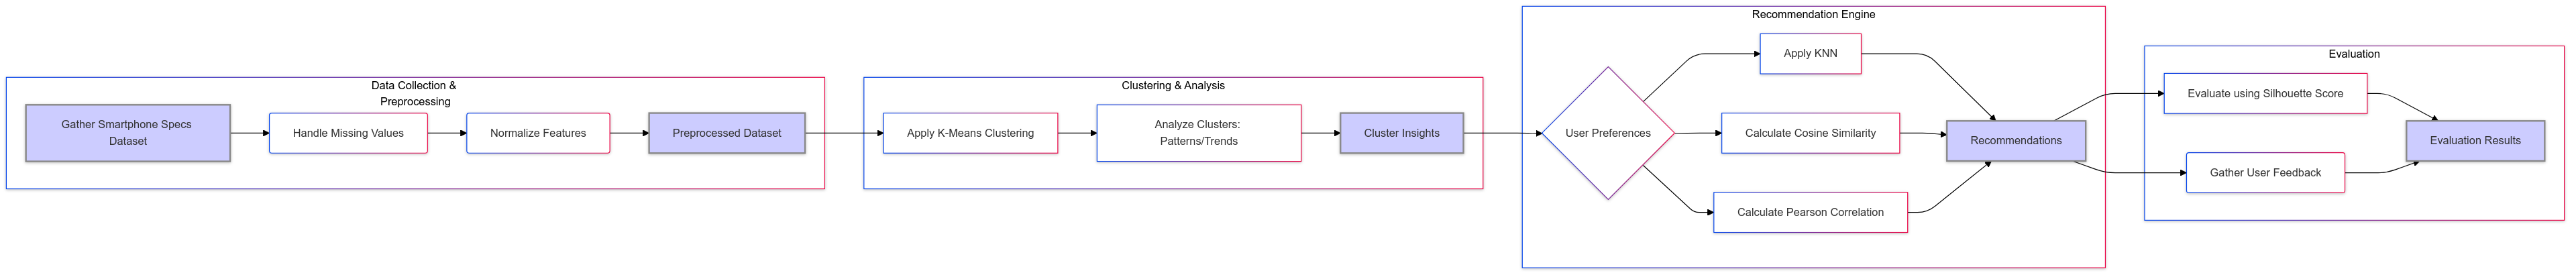 Data Collection &
Preprocessing
Gather Smartphone Specs
Dataset
Handle Missing Values
Normalize Features
Preprocessed Dataset
Clustering & Analysis
Apply K-Means Clustering
Analyze Clusters:
Patterns/Trends
Cluster Insights
Recommendation Engine
User Preferences
Apply KNN
Calculate Cosine Similarity
Calculate Pearson Correlation
Recommendations
Evaluation
Evaluate using Silhouette Score
Gather User Feedback
Evaluation Results